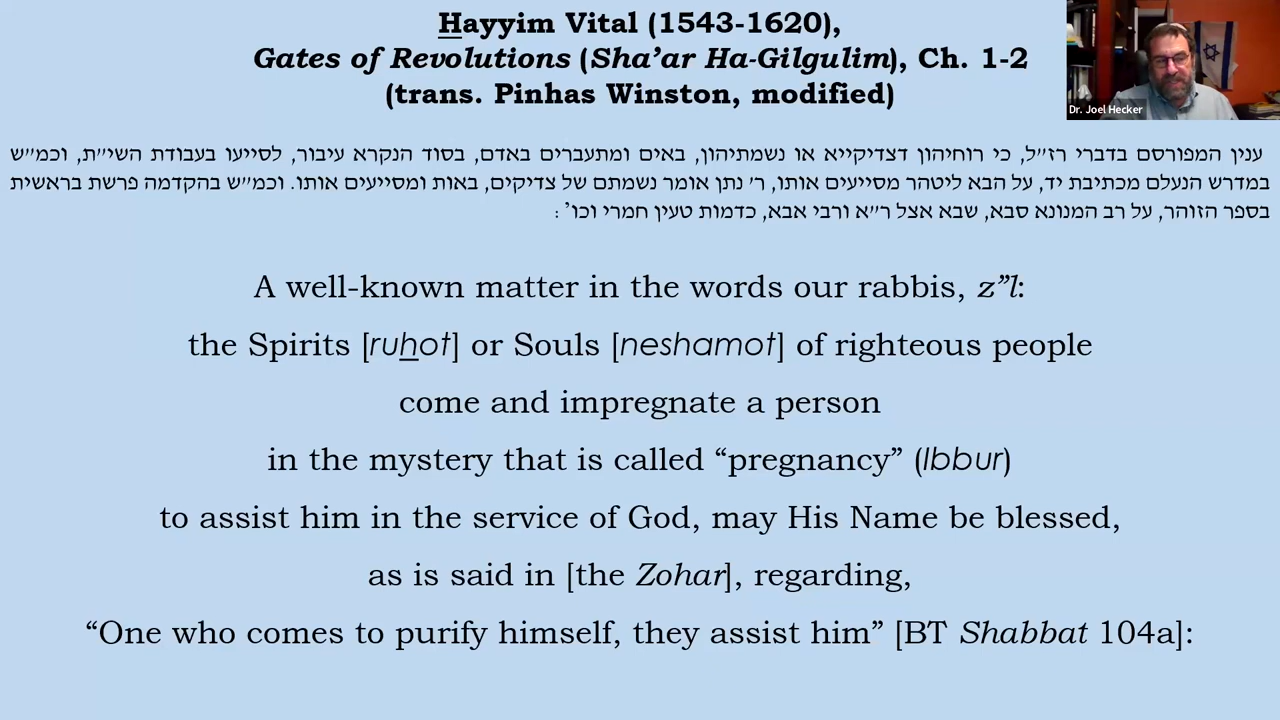 Hayyim Vital (1543-1620),
Gates of Revolutions (Sha’ar Ha-Gilgulim), Ch. 1-2
(trans. Pinhas Winston, modified)
Dr. Joel Hecker
ענין המפורסם בדברי רז״ל, כי רוחיהון דצדיקייא או נשמתיהון, באים ומתעברים באדם, בסוד הנקרא עיבור, לסייעו בעבודת השי״ת, וכמ״ש
במדרש הנעלם מכתיבת יד, על הבא ליטהר מסייעים אותו, ר׳ נתן אומר נשמתם של צדיקים, באות ומסייעים אותו. וכמ״ש בהקדמה פרשת בראשית
בספר הזוהר, על רב המנונא סבא, שבא אצל ר״א ורבי אבא, כדמות טעין חמרי וכו׳ :
A well-known matter in the words our rabbis, z”l:
the Spirits [ruhot] or Souls [neshamot] of righteous people
come and impregnate a person
in the mystery that is called “pregnancy” (Ibbur)
to assist him in the service of God, may His Name be blessed,
as is said in [the Zohar], regarding,
“One who comes to purify himself, they assist him” [BT Shabbat 104a]: